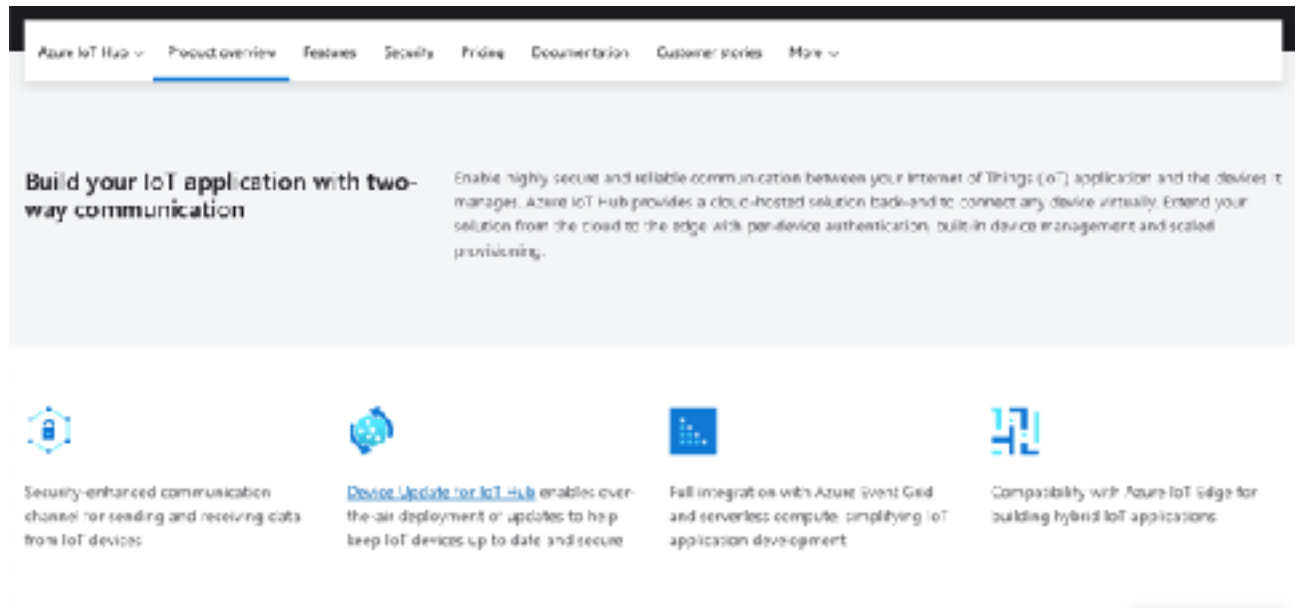 Azure IoT Hub Product overview Features Security Pricing Documentation Customer stories More
Build your IoT application with two-
way communication
Enable highly secure and reliable communication between your Internet of Things (IoT) application and the devices it
manages. Azure IoT Hub provides a cloud-hosted solution back-end to connect any device virtually. Extend your
solution from the cloud to the edge with per-device authentication, built-in device management and scaled
provisioning.
Security-enhanced communication
channel for sending and receiving data
from IoT devices
Device Update for IoT Hub enables over-
the-air deployment of updates to help
keep IoT devices up to date and secure
Full integration with Azure Event Grid
and serverless compute, simplifying IoT
application development
Compatibility with Azure IoT Edge for
building hybrid IoT applications